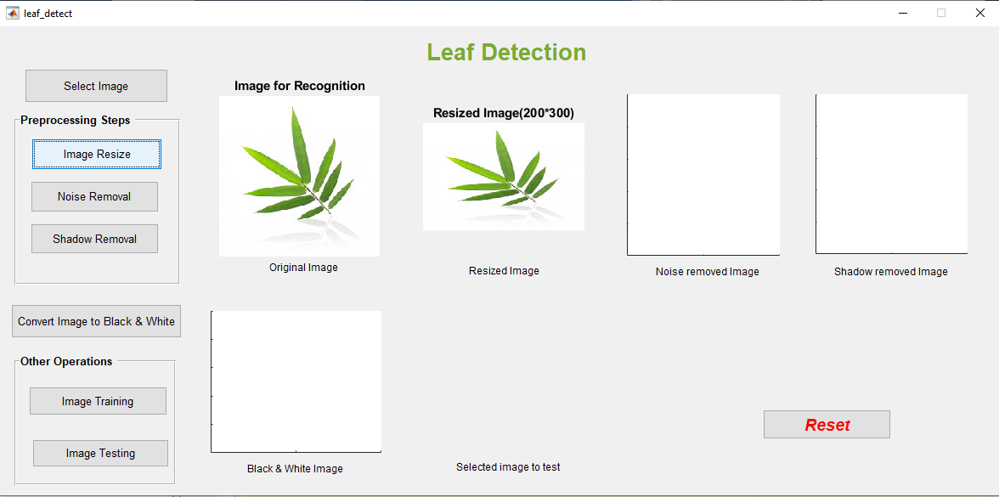 leaf_detect
Leaf Detection
Select Image
Preprocessing Steps
Image Resize
Noise Removal
Shadow Removal
Image for Recognition
Original Image
Resized Image(200*300)
Resized Image
Noise removed Image
Shadow removed Image
Convert Image to Black & White
Other Operations
Image Training
Image Testing
Black & White Image
Selected image to test
Reset